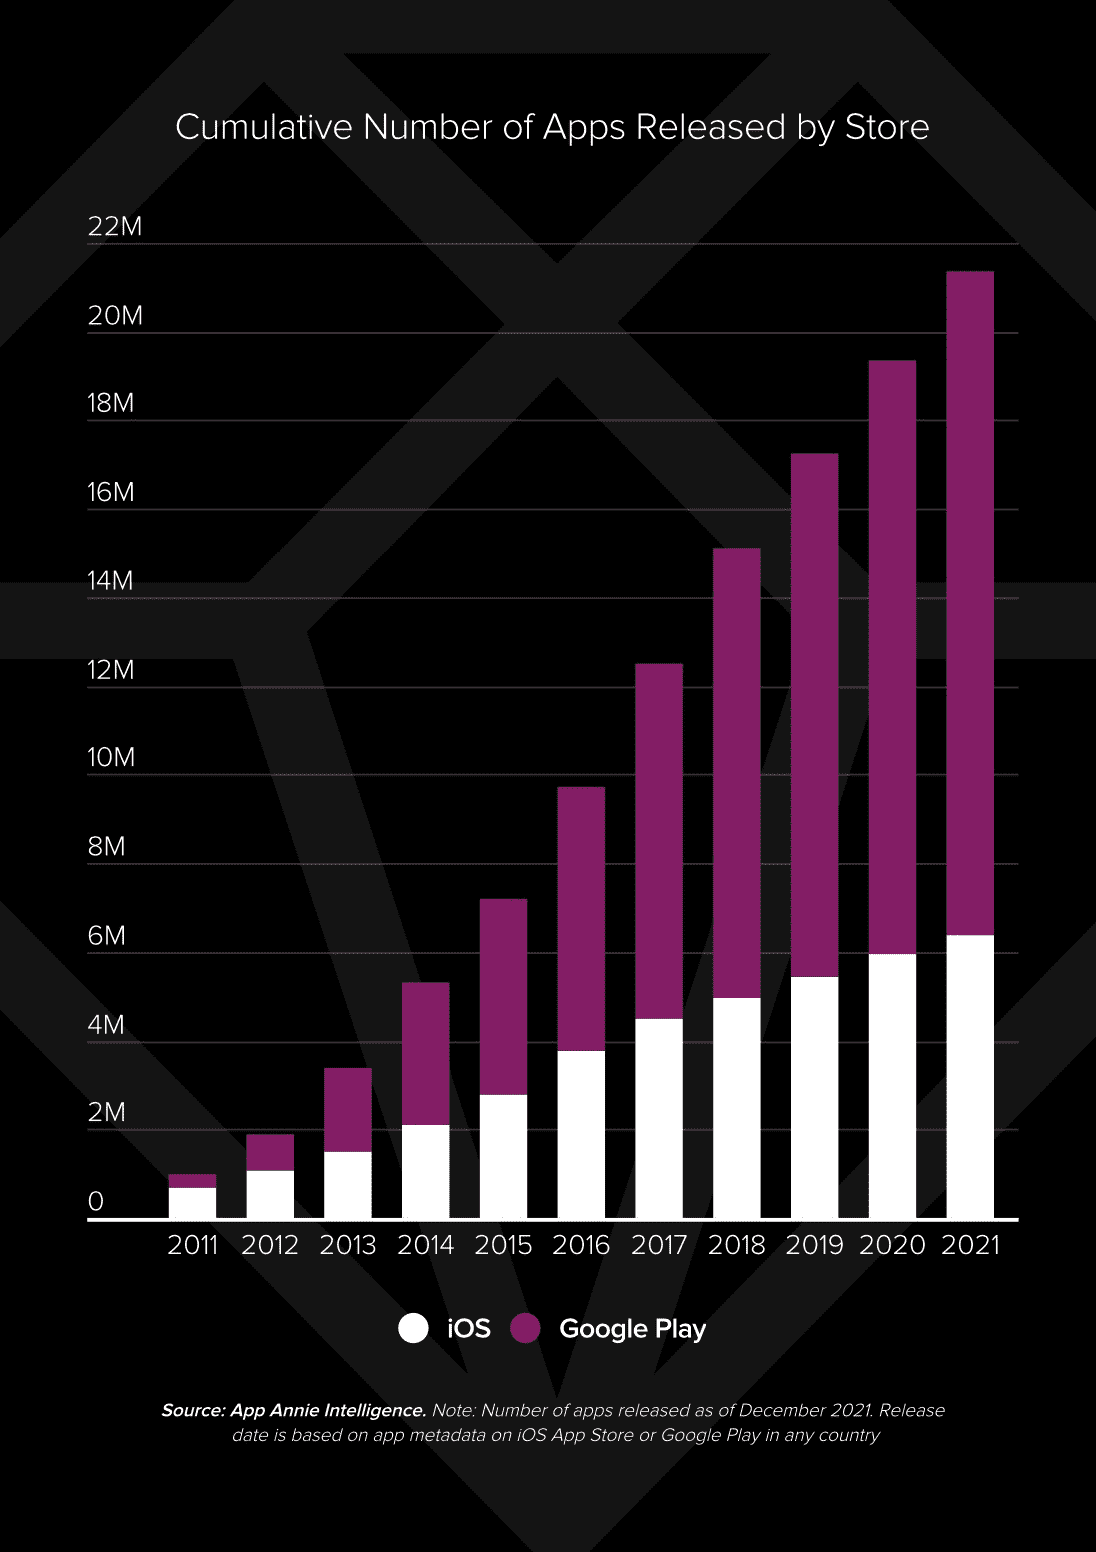 Cumulative Number of Apps Released by Store
22M
20M
18M
16M
14M
12M
10M
8M
6M
4M
2M
0
2011 2012 2013 2014 2015 2016 2017 2018 2019 2020 2021
iOS Google Play
Source: App Annie Intelligence. Note: Number of apps released as of December 2021. Release
date is based on app metadata on iOS App Store or Google Play in any country